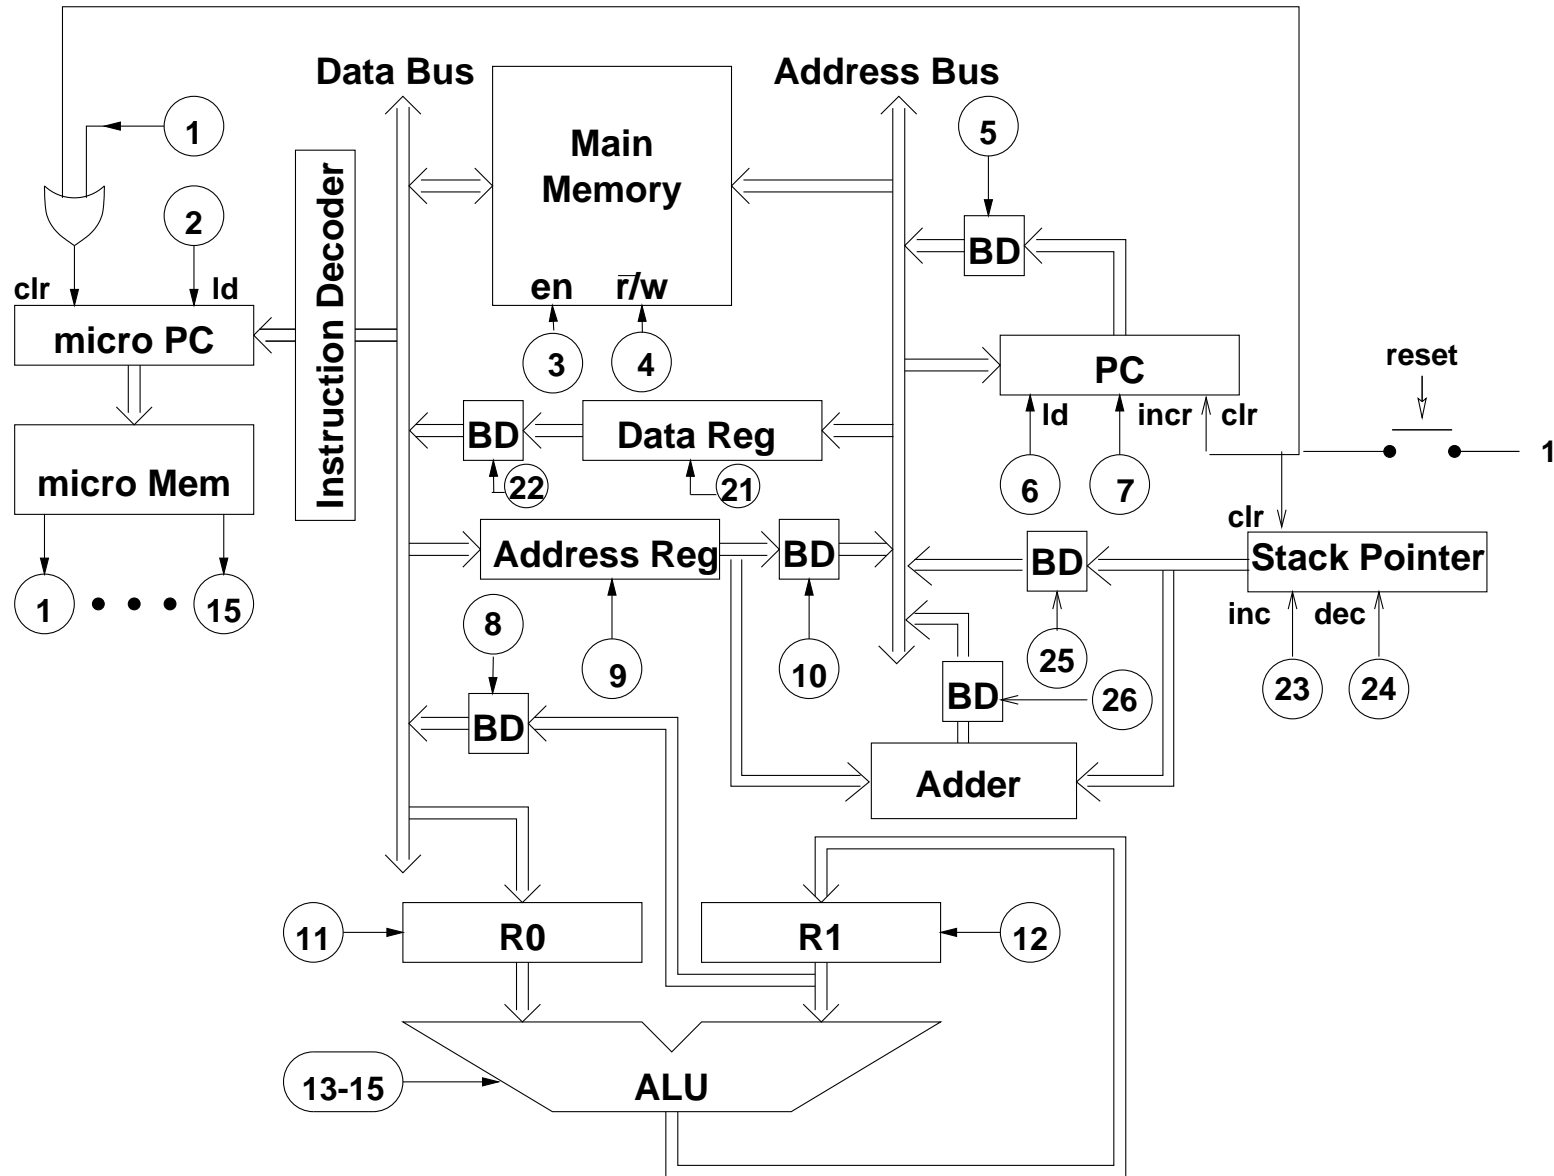 Data Bus
Address Bus
1
5
Main
Memory
2
BD
Instruction Decoder
clr
ld
en
r/w
micro PC
3
4
PC
reset
ld
incr
clr
BD
Data Reg
1
micro Mem
22
21
6
7
clr
Address Reg
BD
BD
Stack Pointer
1
15
8
inc
dec
9
10
25
23
24
BD
26
BD
Adder
11
R0
R1
12
13-15
ALU